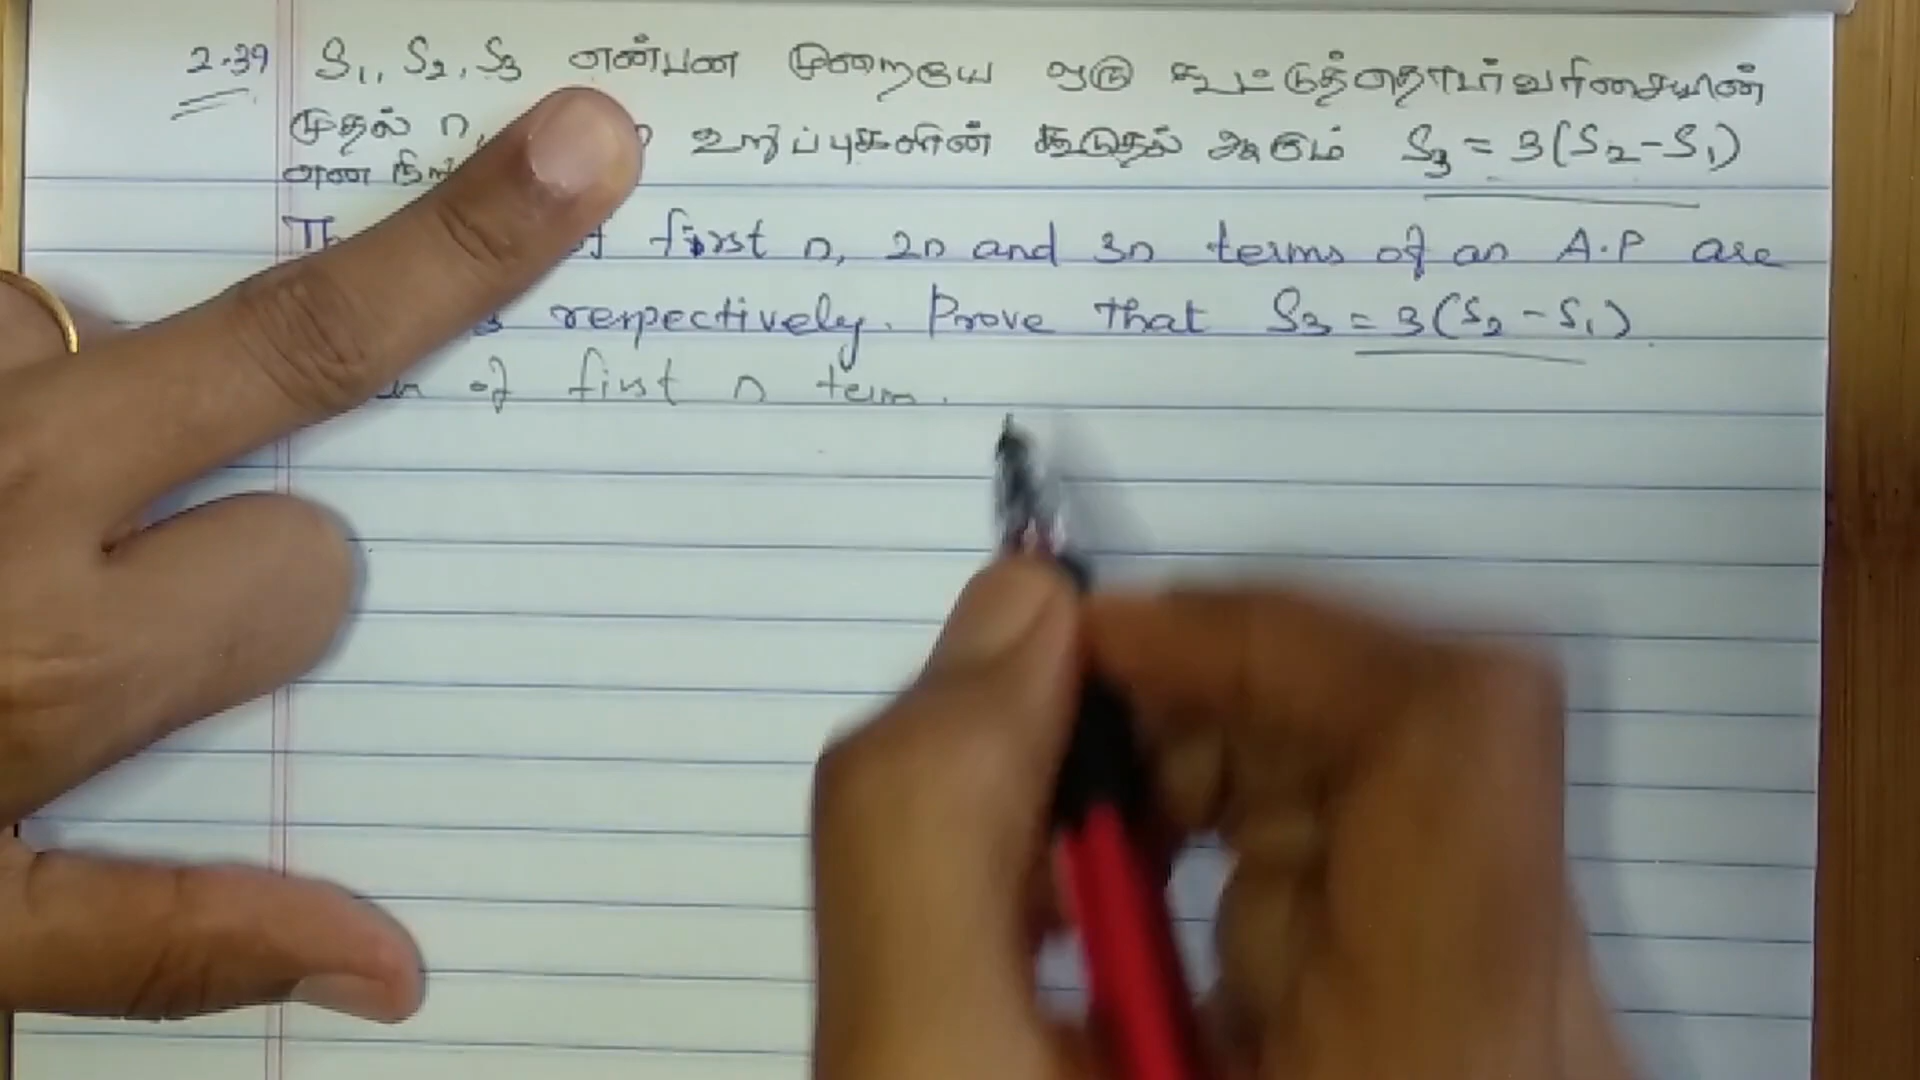 2.39 S₁, S₂, S₃ என்பன முறையே ஒரு கூட்டுத்தொடர்வரிசையின்
முதல் n, உறுப்புகளின் கூடுதல் ஆகும் S₃ = 3(S₂-S₁)
என
first n, 2n and 3n terms of an A.P are
respectively. Prove that S₃ = 3(S₂ - S₁).
of first n term.